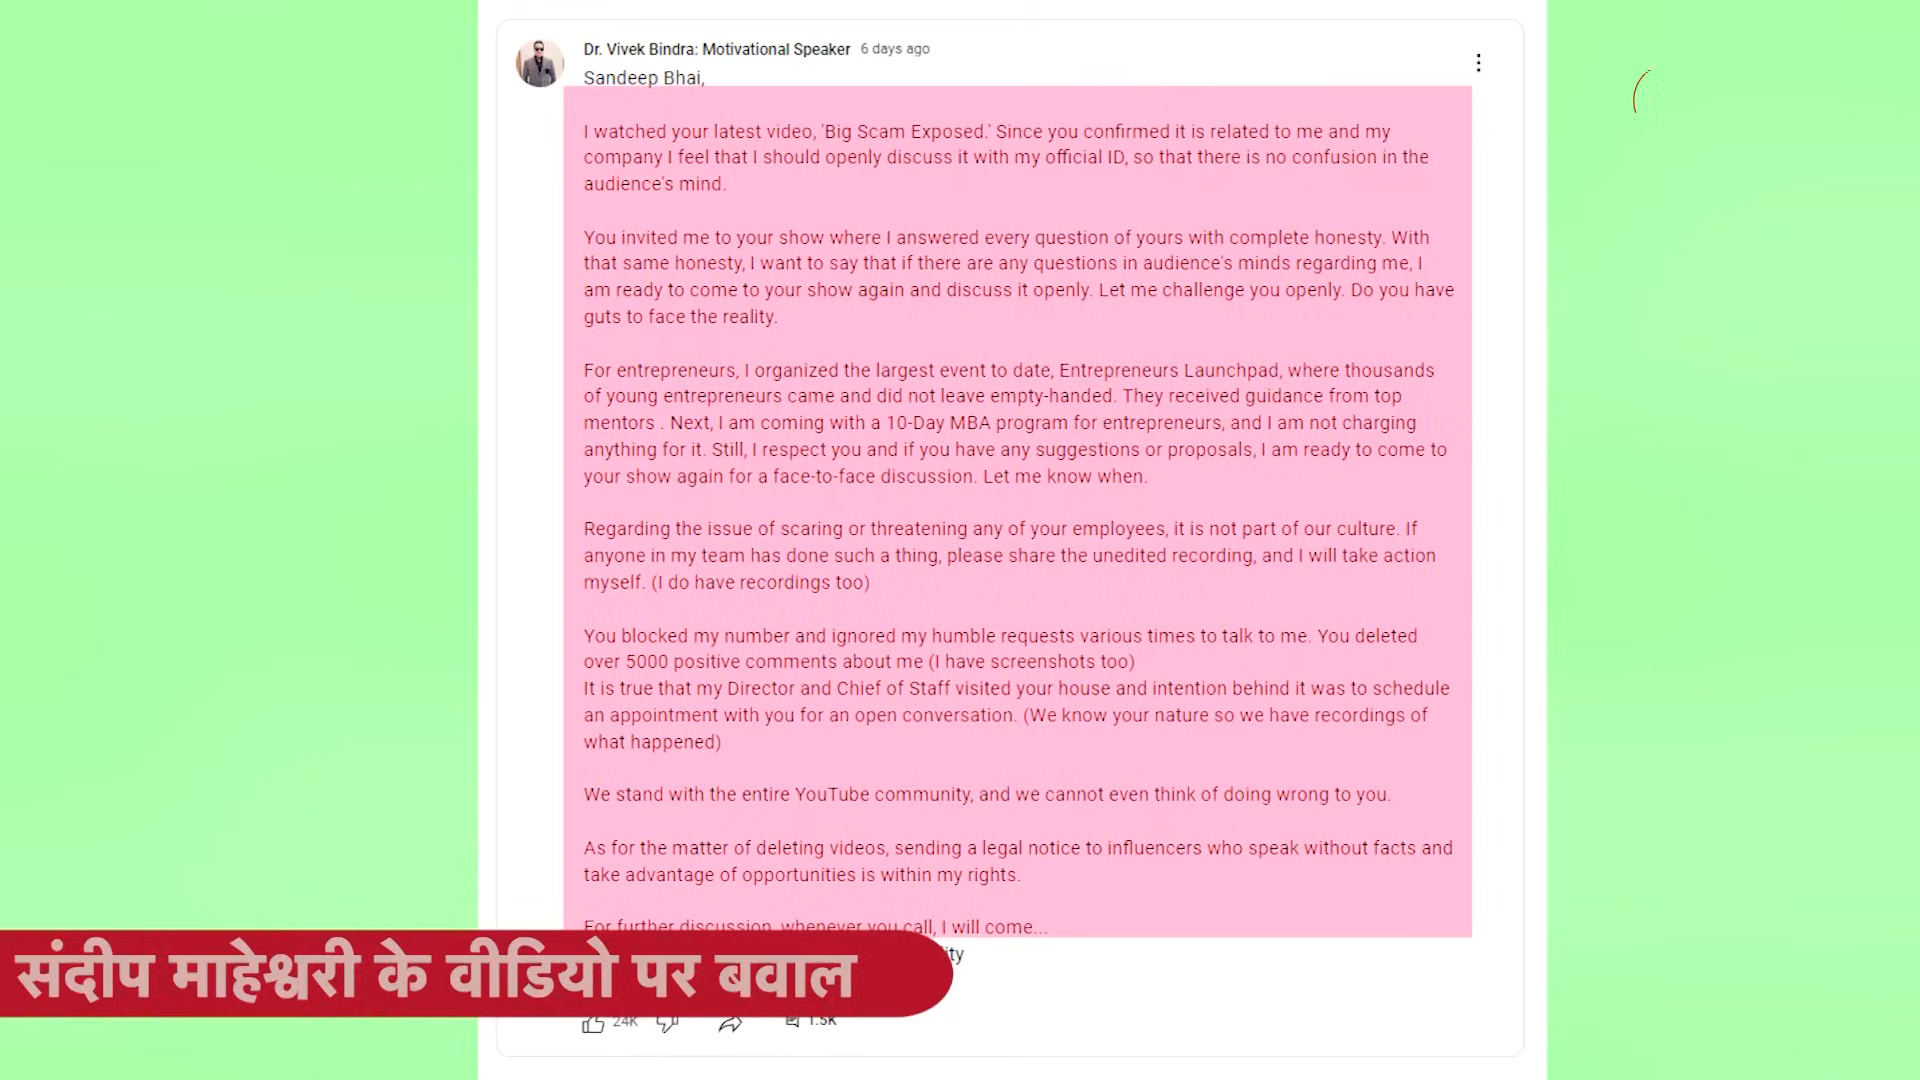 Dr. Vivek Bindra: Motivational Speaker 6 days ago
Sandeep Bhai,
I watched your latest video, 'Big Scam Exposed.' Since you confirmed it is related to me and my
company I feel that I should openly discuss it with my official ID, so that there is no confusion in the
audience's mind.
You invited me to your show where I answered every question of yours with complete honesty. With
that same honesty, I want to say that if there are any questions in audience's minds regarding me, I
am ready to come to your show again and discuss it openly. Let me challenge you openly. Do you have
guts to face the reality.
For entrepreneurs, I organized the largest event to date, Entrepreneurs Launchpad, where thousands
of young entrepreneurs came and did not leave empty-handed. They received guidance from top
mentors . Next, I am coming with a 10-Day MBA program for entrepreneurs, and I am not charging
anything for it. Still, I respect you and if you have any suggestions or proposals, I am ready to come to
your show again for a face-to-face discussion. Let me know when.
Regarding the issue of scaring or threatening any of your employees, it is not part of our culture. If
anyone in my team has done such a thing, please share the unedited recording, and I will take action
myself. (I do have recordings too)
You blocked my number and ignored my humble requests various times to talk to me. You deleted
over 5000 positive comments about me (I have screenshots too)
It is true that my Director and Chief of Staff visited your house and intention behind it was to schedule
an appointment with you for an open conversation. (We know your nature so we have recordings of
what happened)
We stand with the entire YouTube community, and we cannot even think of doing wrong to you.
As for the matter of deleting videos, sending a legal notice to influencers who speak without facts and
take advantage of opportunities is within my rights.
For further discussion, whenever you call, I will come...
संदीप माहेश्वरी के वीडियो पर बवाल
24K 1.5K